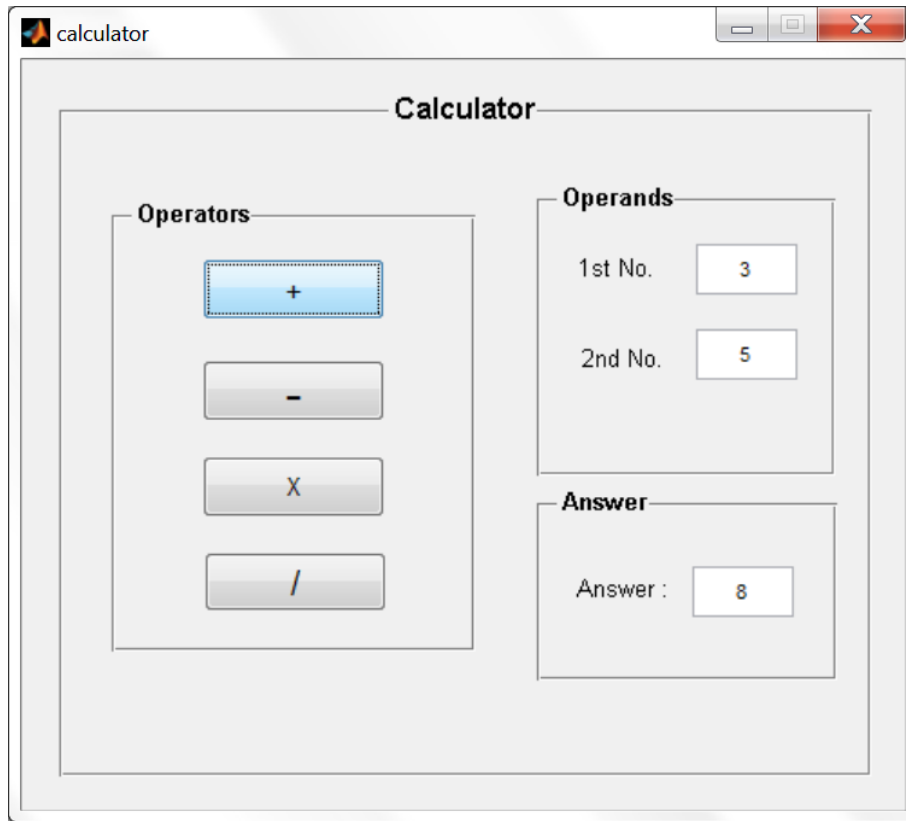 calculator
Calculator
Operators
+
-
X
/
Operands
1st No. 3
2nd No. 5
Answer
Answer : 8